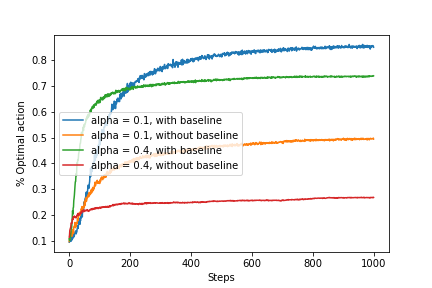 0.8
0.7
0.6
0.5
0.4
0.3
0.2
0.1
% Optimal action
alpha = 0.1, with baseline
alpha = 0.1, without baseline
alpha = 0.4, with baseline
alpha = 0.4, without baseline
0 200 400 600 800 1000
Steps